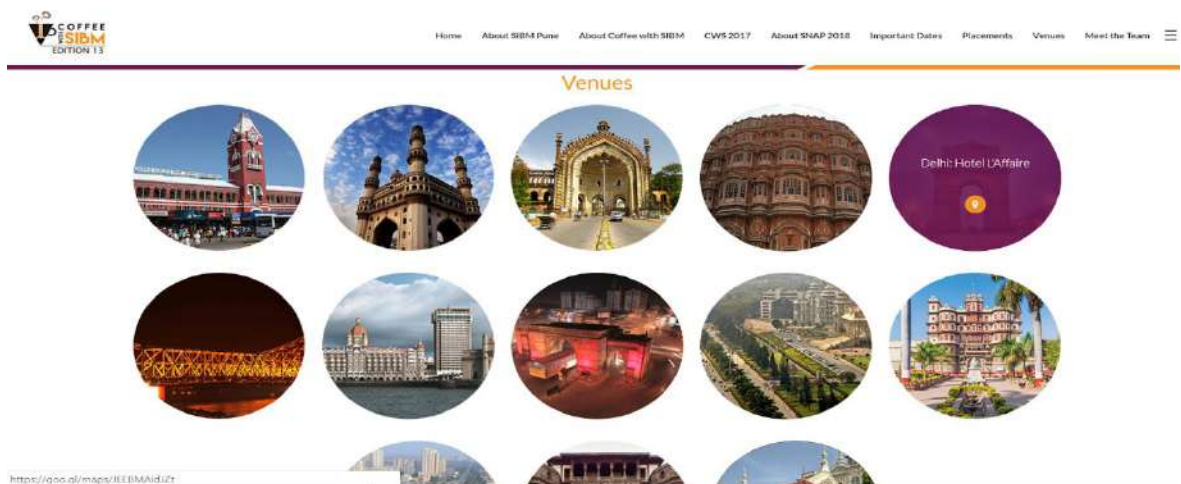 COFFEE
WITH SIBM
EDITION 13
Home About SIBM Pune About Coffee with SIBM CWS 2017 About SNAP 2018 Important Dates Placements Venues Meet the Team
Venues
Delhi: Hotel L'Affaire